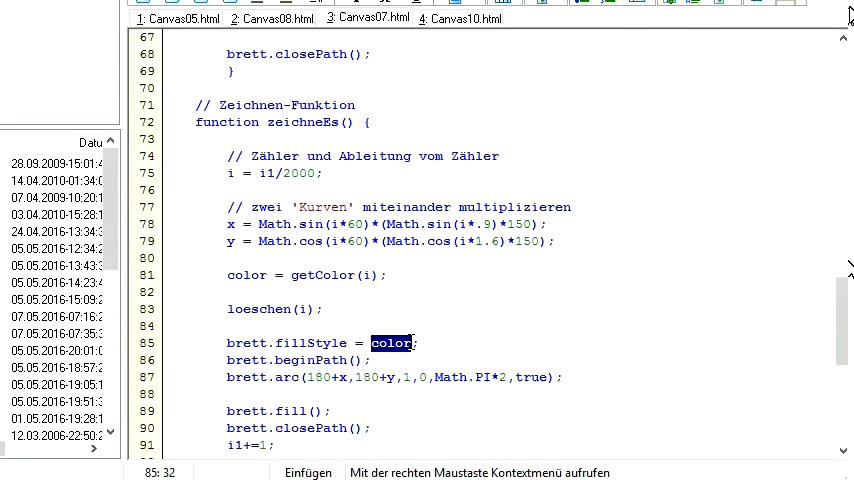 1: Canvas05.html 2: Canvas08.html 3: Canvas07.html 4: Canvas10.html
67
68 brett.closePath();
69 }
70
71 // Zeichnen-Funktion
72 function zeichneEs() {
73
74 // Zähler und Ableitung vom Zähler
75 i = i1/2000;
76
77 // zwei 'Kurven' miteinander multiplizieren
78 x = Math.sin(i*60)*(Math.sin(i*.9)*150);
79 y = Math.cos(i*60)*(Math.cos(i*1.6)*150);
80
81 color = getColor(i);
82
83 loeschen(i);
84
85 brett.fillStyle = color;
86 brett.beginPath();
87 brett.arc(180+x,180+y,1,0,Math.PI*2,true);
88
89 brett.fill();
90 brett.closePath();
91 i1+=1;
Datu
28.09.2009-15:01:4
14.04.2010-01:34:0
07.04.2009-10:20:1
03.04.2010-15:28:1
24.04.2016-13:34:3
05.05.2016-12:34:2
05.05.2016-13:43:3
05.05.2016-14:23:4
05.05.2016-15:09:2
07.05.2016-07:16:2
07.05.2016-07:35:3
05.05.2016-20:01:0
05.05.2016-18:57:2
05.05.2016-19:05:1
05.05.2016-19:51:3
01.05.2016-19:28:1
12.03.2006-22:50:2
85: 32 Einfügen Mit der rechten Maustaste Kontextmenü aufrufen